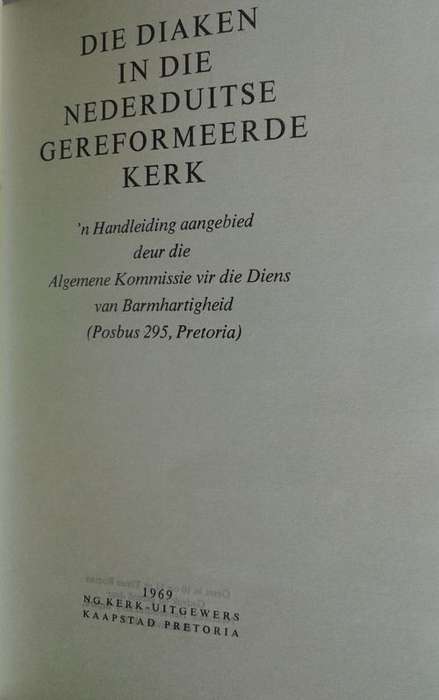 DIE DIAKEN
IN DIE
NEDERDUITSE
GEREFORMEERDE
KERK
'n Handleiding aangebied
deur die
Algemene Kommissie vir die Diens
van Barmhartigheid
(Posbus 295, Pretoria)
1969
N.G. KERK-UITGEWERS
KAAPSTAD PRETORIA